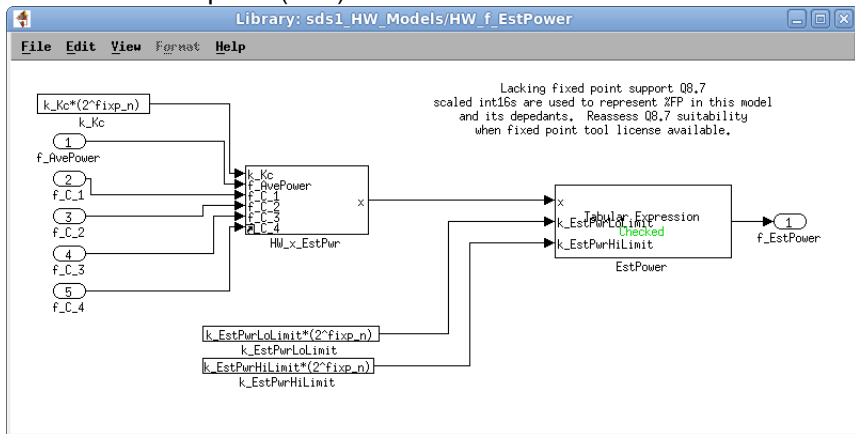 Library: sds1_HW_Models/HW_f_EstPower
File Edit View Format Help
Lacking fixed point support Q8.7
scaled int16s are used to represent %FP in this model
and its depedants. Reassess Q8.7 suitability
when fixed point tool license available.
k_Kc*(2^fixp_n)
k_Kc
1
f_AvePower
2
f_C_1
3
f_C_2
4
f_C_3
5
f_C_4
k_Kc
f_AvePower
f_C_1
f_C_2
f_C_3
f_C_4
x
HW_x_EstPwr
x
k_EstPwrLoLimit
k_EstPwrHiLimit
Tabular Expression
Checked
EstPower
1
f_EstPower
k_EstPwrLoLimit*(2^fixp_n)
k_EstPwrLoLimit
k_EstPwrHiLimit*(2^fixp_n)
k_EstPwrHiLimit